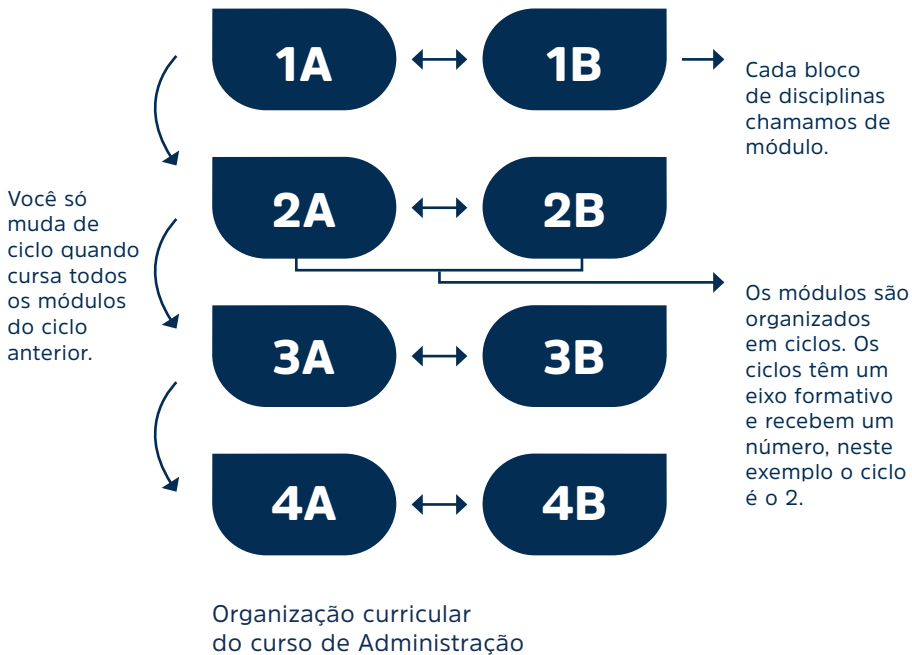 1A
1B
Cada bloco
de disciplinas
chamamos de
módulo.
Você só
muda de
ciclo quando
cursa todos
os módulos
do ciclo
anterior.
2A
2B
Os módulos são
organizados
em ciclos. Os
ciclos têm um
eixo formativo
e recebem um
número, neste
exemplo o ciclo
é o 2.
3A
3B
4A
4B
Organização curricular
do curso de Administração